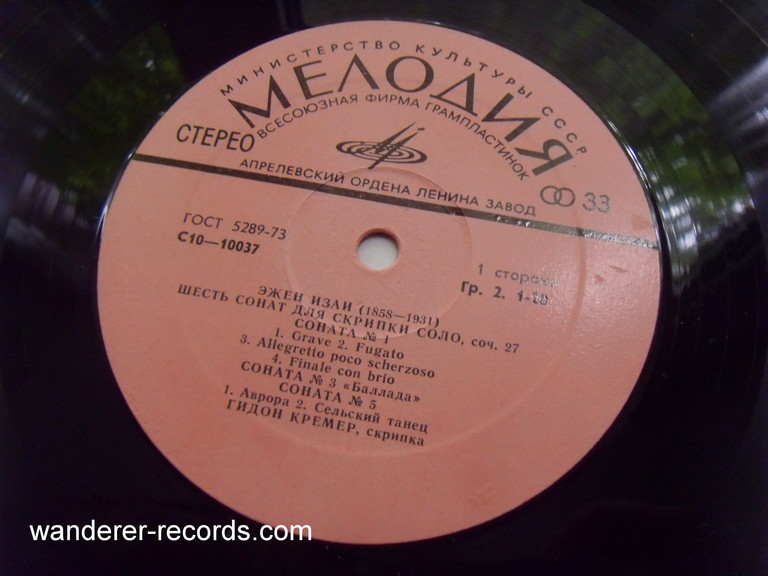 МИНИСТЕРСТВО КУЛЬТУРЫ СССР
МЕЛОДИЯ
ВСЕСОЮЗНАЯ ФИРМА ГРАМПЛАСТИНОК
СТЕРЕО
АПРЕЛЕВСКИЙ ОРДЕНА ЛЕНИНА ЗАВОД
33
ГОСТ 5289-73
С10—10037
1 сторона
Гр. 2.
ЭЖЕН ИЗАИ (1858—1931)
ШЕСТЬ СОНАТ ДЛЯ СКРИПКИ СОЛО, соч. 27
СОНАТА № 1
1. Grave 2. Fugato
3. Allegretto poco scherzoso
4. Finale con brio
СОНАТА № 3 «Баллада»
СОНАТА № 5
1. Аврора 2. Сельский танец
ГИДОН КРЕМЕР, скрипка
wanderer-records.com